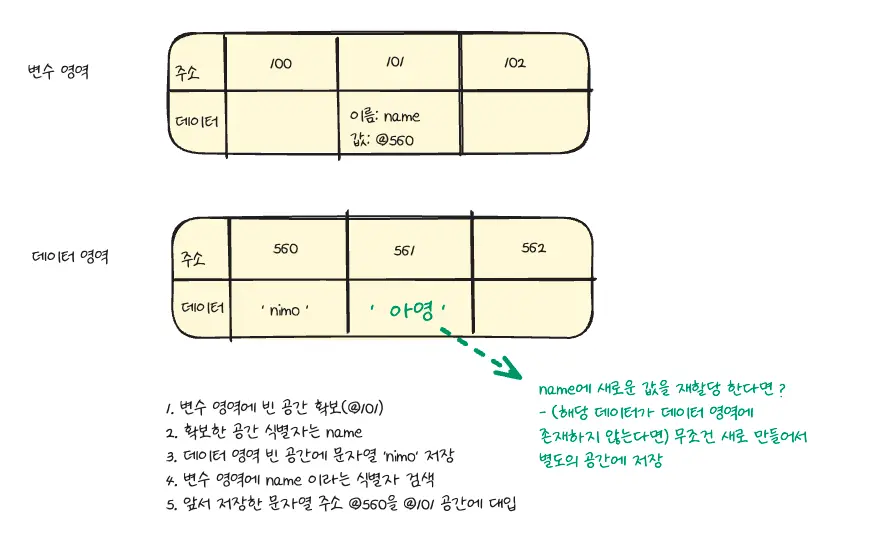 변수 영역
주소 100 101 102
데이터 이름: name
값: @560
데이터 영역
주소 560 561 562
데이터 'nimo' '아영'
1. 변수 영역에 빈 공간 확보(@101)
2. 확보한 공간 식별자는 name
3. 데이터 영역 빈 공간에 문자열 'nimo' 저장
4. 변수 영역에 name 이라는 식별자 검색
5. 앞서 저장한 문자열 주소 @560을 @101 공간에 대입
name에 새로운 값을 재할당 한다면?
- (해당 데이터가 데이터 영역에
존재하지 않는다면) 무조건 새로 만들어서
별도의 공간에 저장